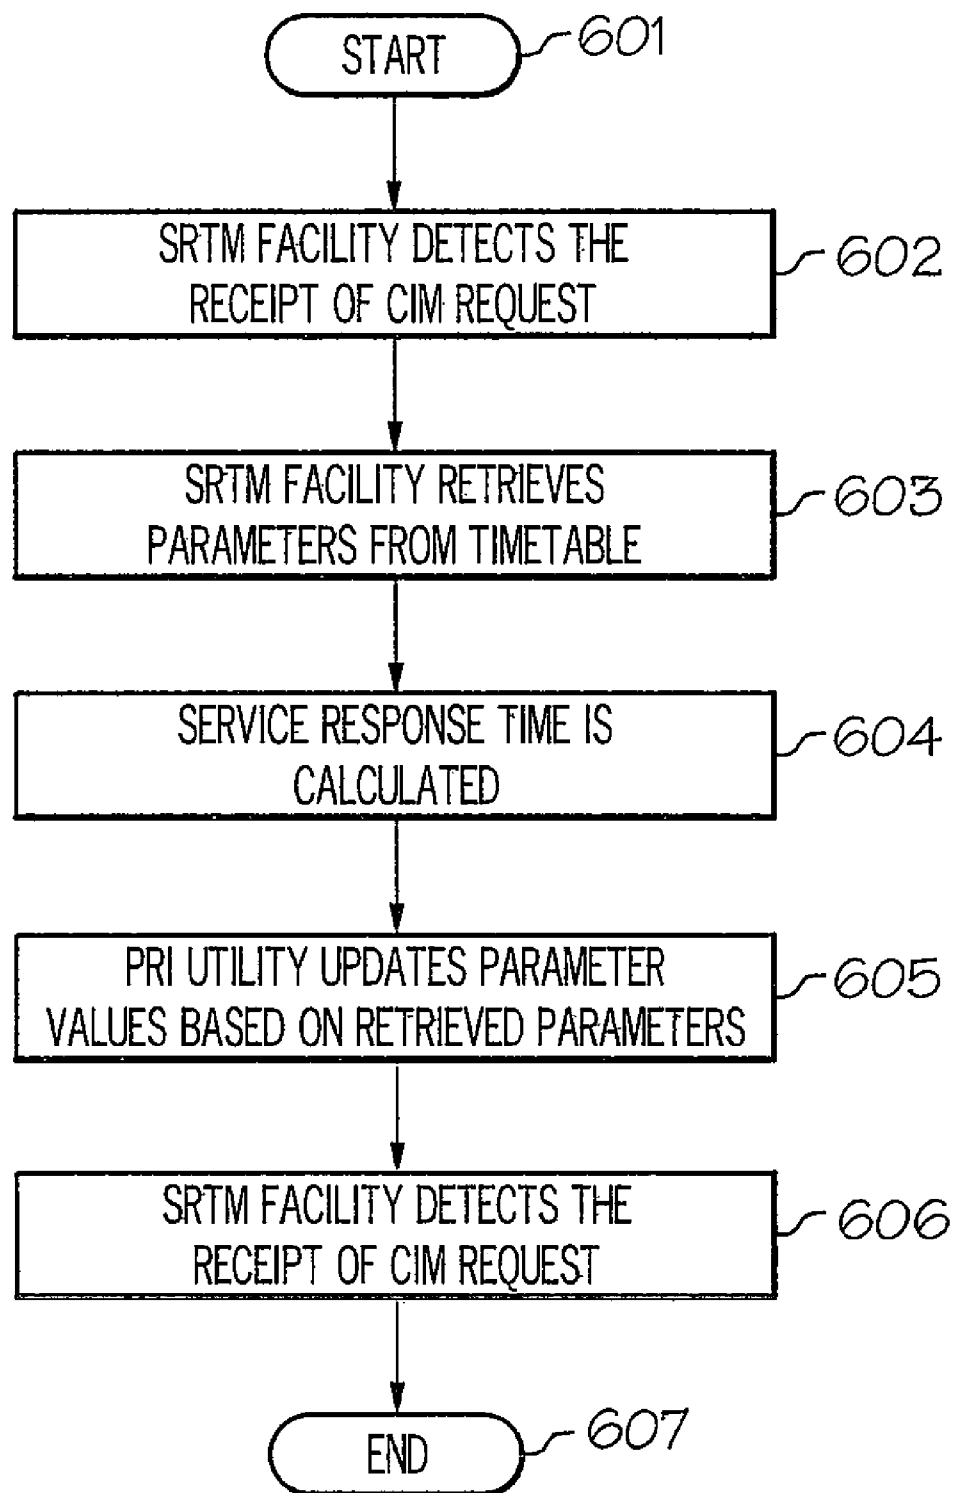 START
601
SRTM FACILITY DETECTS THE
RECEIPT OF CIM REQUEST
602
SRTM FACILITY RETRIEVES
PARAMETERS FROM TIMETABLE
603
SERVICE RESPONSE TIME IS
CALCULATED
604
PRI UTILITY UPDATES PARAMETER
VALUES BASED ON RETRIEVED PARAMETERS
605
SRTM FACILITY DETECTS THE
RECEIPT OF CIM REQUEST
606
END
607